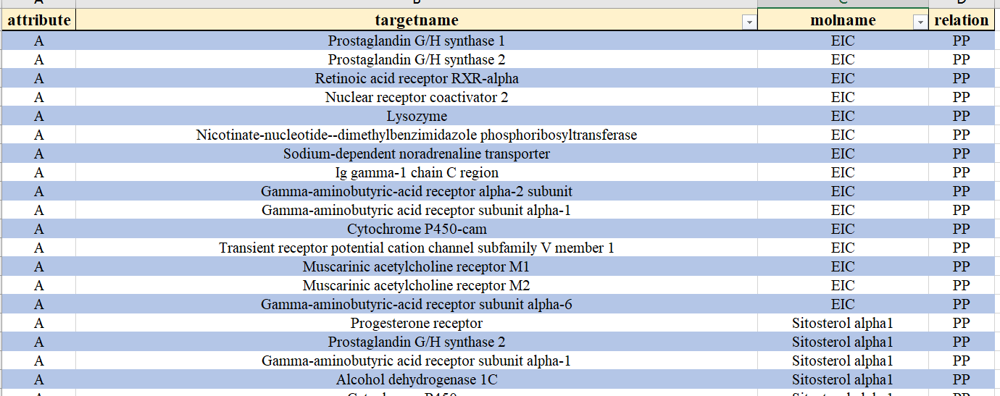 A B C D
attribute targetname molname relation
A Prostaglandin G/H synthase 1 EIC PP
A Prostaglandin G/H synthase 2 EIC PP
A Retinoic acid receptor RXR-alpha EIC PP
A Nuclear receptor coactivator 2 EIC PP
A Lysozyme EIC PP
A Nicotinate-nucleotide--dimethylbenzimidazole phosphoribosyltransferase EIC PP
A Sodium-dependent noradrenaline transporter EIC PP
A Ig gamma-1 chain C region EIC PP
A Gamma-aminobutyric-acid receptor alpha-2 subunit EIC PP
A Gamma-aminobutyric acid receptor subunit alpha-1 EIC PP
A Cytochrome P450-cam EIC PP
A Transient receptor potential cation channel subfamily V member 1 EIC PP
A Muscarinic acetylcholine receptor M1 EIC PP
A Muscarinic acetylcholine receptor M2 EIC PP
A Gamma-aminobutyric-acid receptor subunit alpha-6 EIC PP
A Progesterone receptor Sitosterol alpha1 PP
A Prostaglandin G/H synthase 2 Sitosterol alpha1 PP
A Gamma-aminobutyric acid receptor subunit alpha-1 Sitosterol alpha1 PP
A Alcohol dehydrogenase 1C Sitosterol alpha1 PP